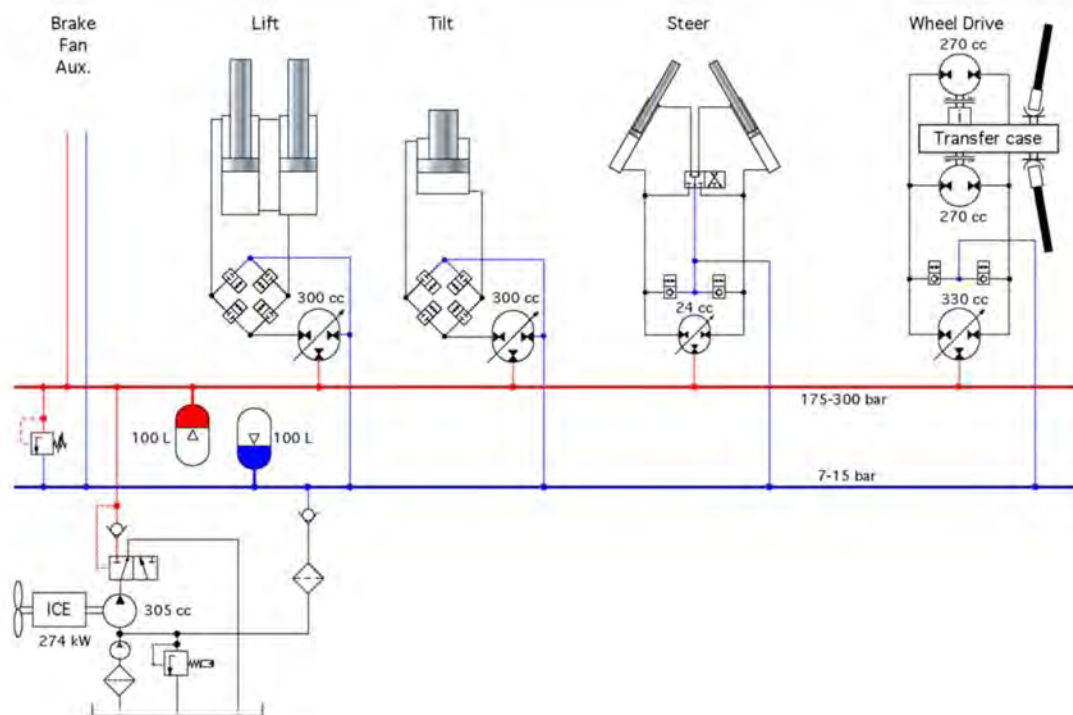 Brake
Fan
Aux.
Lift
Tilt
Steer
Wheel Drive
270 cc
Transfer case
270 cc
300 cc
300 cc
24 cc
330 cc
175-300 bar
100 L
100 L
7-15 bar
ICE
305 cc
274 kW